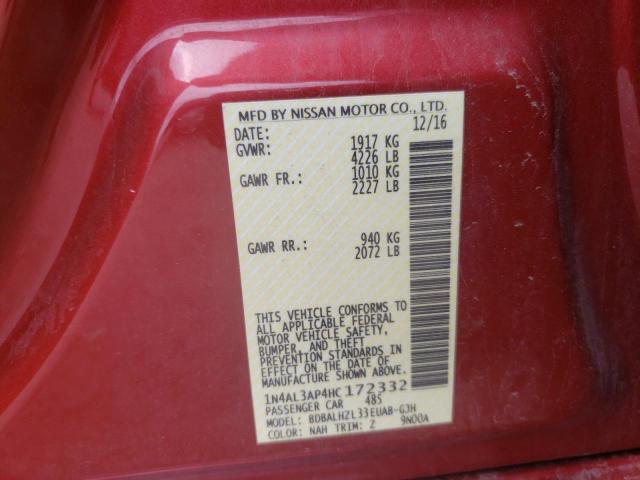 MFD BY NISSAN MOTOR CO., LTD.
DATE: 12/16
GVWR: 1917 KG
4226 LB
GAWR FR.: 1010 KG
2227 LB
GAWR RR.: 940 KG
2072 LB
THIS VEHICLE CONFORMS TO
ALL APPLICABLE FEDERAL
MOTOR VEHICLE SAFETY,
BUMPER, AND THEFT
PREVENTION STANDARDS IN
EFFECT ON THE DATE OF
MANUFACTURE SHOWN ABOVE.
1N4AL3AP4HC 172332
PASSENGER CAR 485
MODEL: BDBALHZL33EUAB-GJH
COLOR: NAH TRIM: Z 9N00A